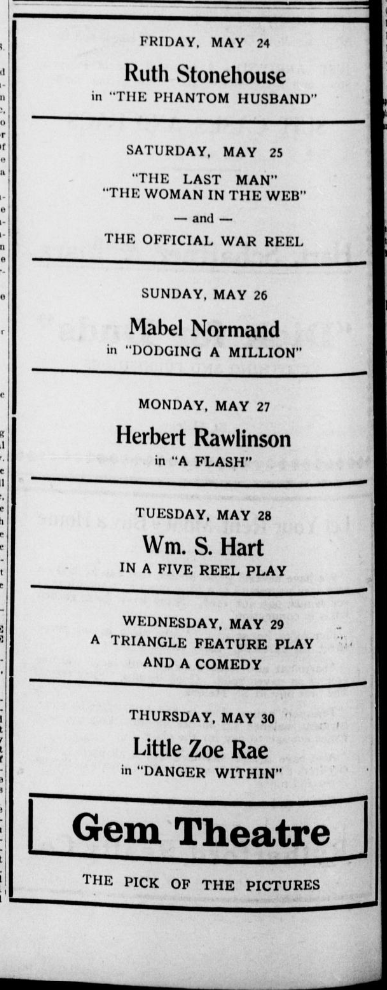 FRIDAY, MAY 24
Ruth Stonehouse
in "THE PHANTOM HUSBAND"
SATURDAY, MAY 25
"THE LAST MAN"
"THE WOMAN IN THE WEB"
— and —
THE OFFICIAL WAR REEL
SUNDAY, MAY 26
Mabel Normand
in "DODGING A MILLION"
MONDAY, MAY 27
Herbert Rawlinson
in "A FLASH"
TUESDAY, MAY 28
Wm. S. Hart
IN A FIVE REEL PLAY
WEDNESDAY, MAY 29
A TRIANGLE FEATURE PLAY
AND A COMEDY
THURSDAY, MAY 30
Little Zoe Rae
in "DANGER WITHIN"
Gem Theatre
THE PICK OF THE PICTURES